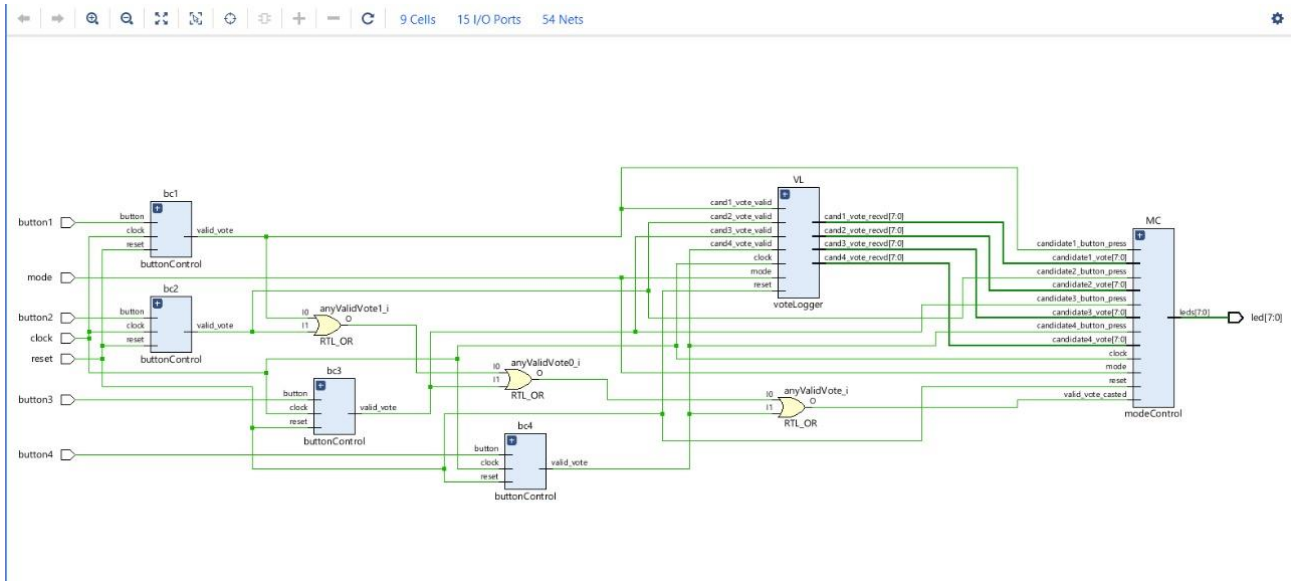 9 Cells 15 I/O Ports 54 Nets
bc1
button1
button
clock
reset
valid_vote
buttonControl
mode
bc2
button2
button
clock
reset
valid_vote
buttonControl
clock
reset
anyValidVote1_i
I0
I1
O
RTL_OR
bc3
button3
button
clock
reset
valid_vote
buttonControl
anyValidVote0_i
I0
I1
O
RTL_OR
bc4
button4
button
clock
reset
valid_vote
buttonControl
anyValidVote_i
I0
I1
O
RTL_OR
VL
cand1_vote_valid
cand2_vote_valid
cand3_vote_valid
cand4_vote_valid
clock
mode
reset
cand1_vote_recvd[7:0]
cand2_vote_recvd[7:0]
cand3_vote_recvd[7:0]
cand4_vote_recvd[7:0]
voteLogger
MC
candidate1_button_press
candidate1_vote[7:0]
candidate2_button_press
candidate2_vote[7:0]
candidate3_button_press
candidate3_vote[7:0]
candidate4_button_press
candidate4_vote[7:0]
clock
mode
reset
valid_vote_casted
leds[7:0]
modeControl
led[7:0]